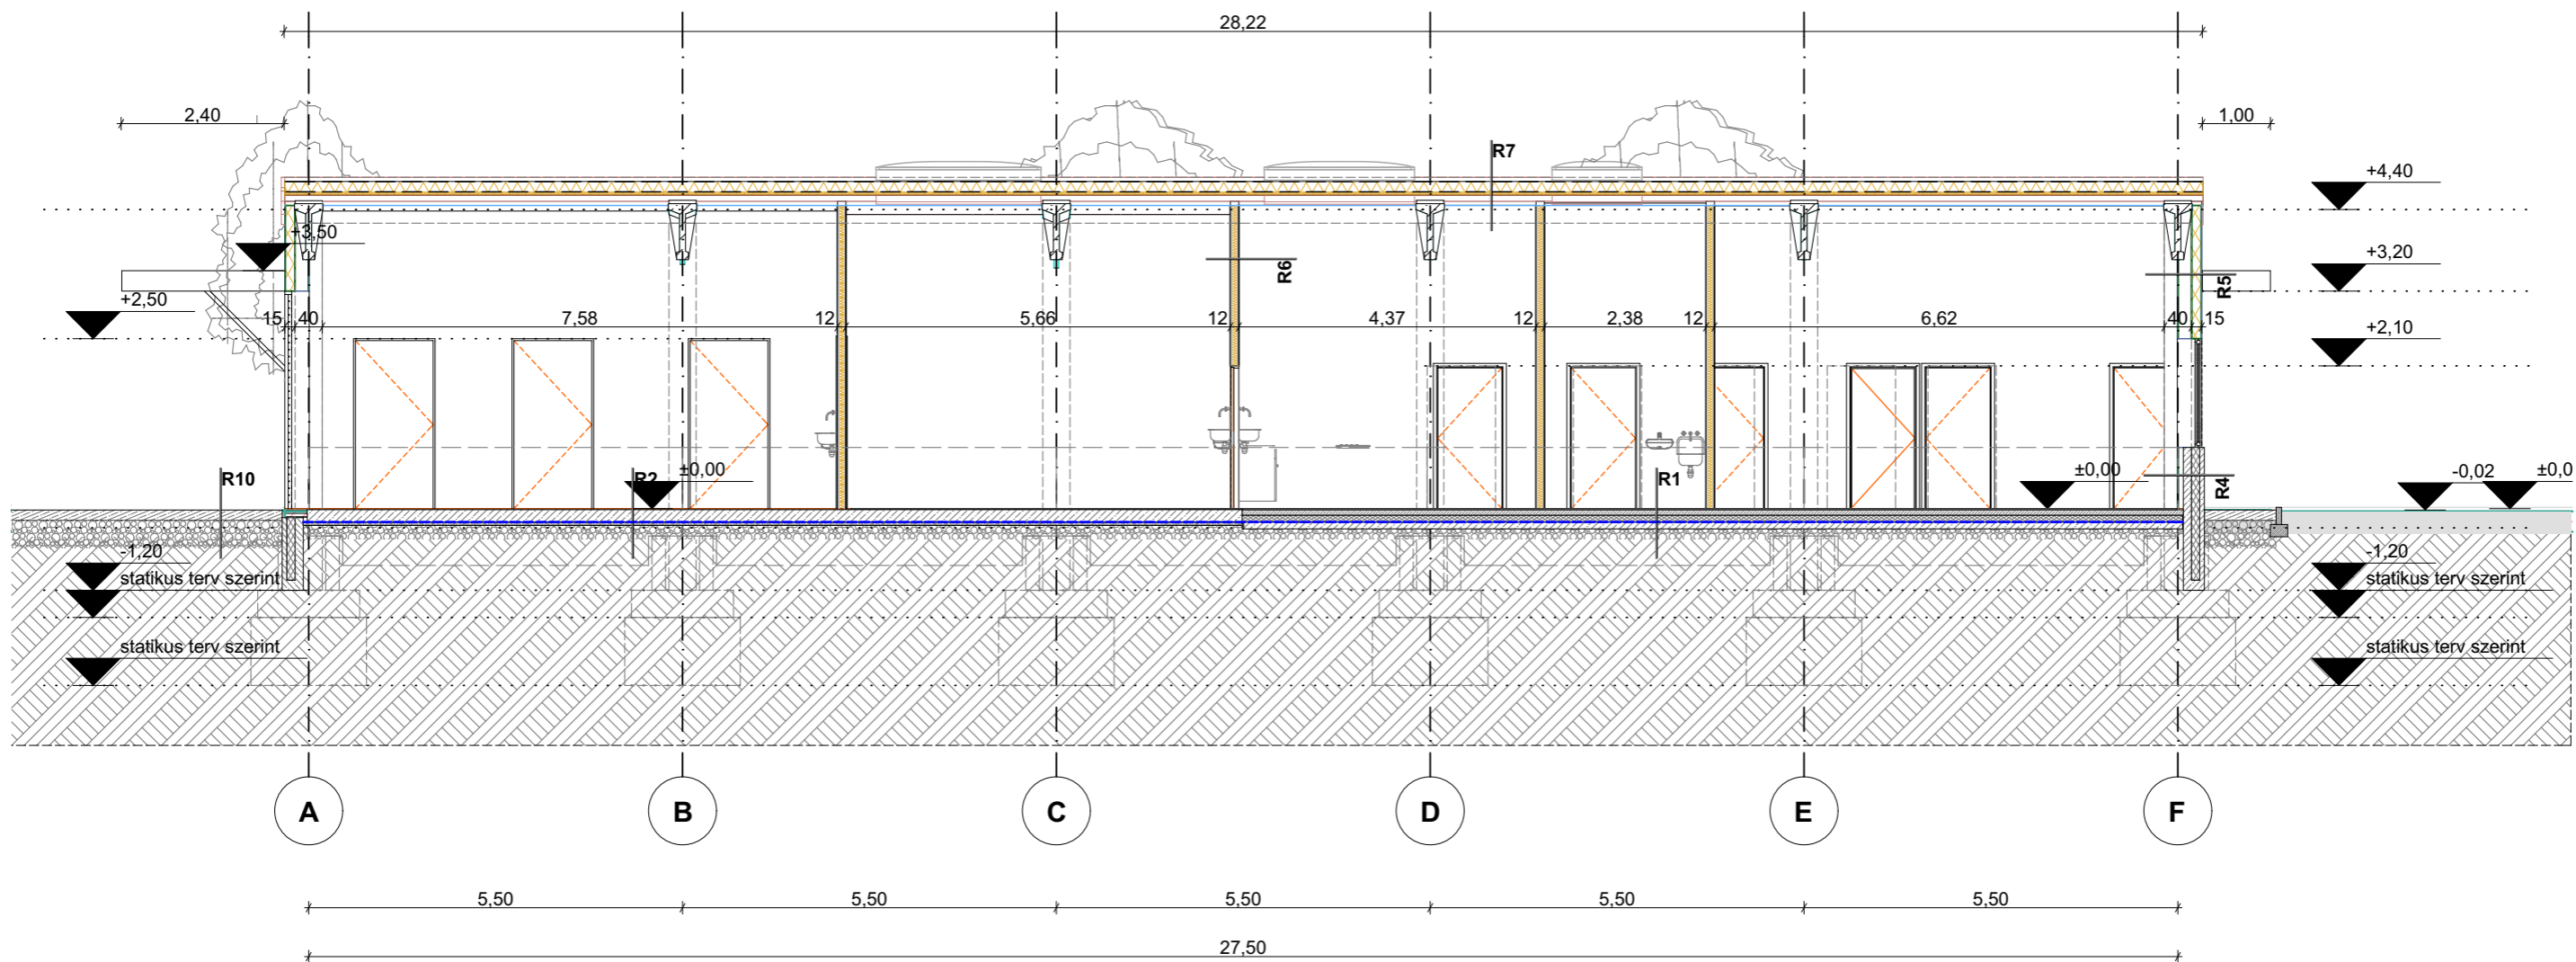 28,22
2,40
1,00
R7
+4,40
+3,50
+3,20
R6
R5
+2,50
15 40 7,58 12 5,66 12 4,37 12 2,38 12 6,62 40 15
+2,10
R10
R2
±0,00
R1
±0,00
R4
-0,02
±0,0
-1,20
-1,20
statikus terv szerint
statikus terv szerint
statikus terv szerint
statikus terv szerint
A B C D E F
5,50 5,50 5,50 5,50 5,50
27,50